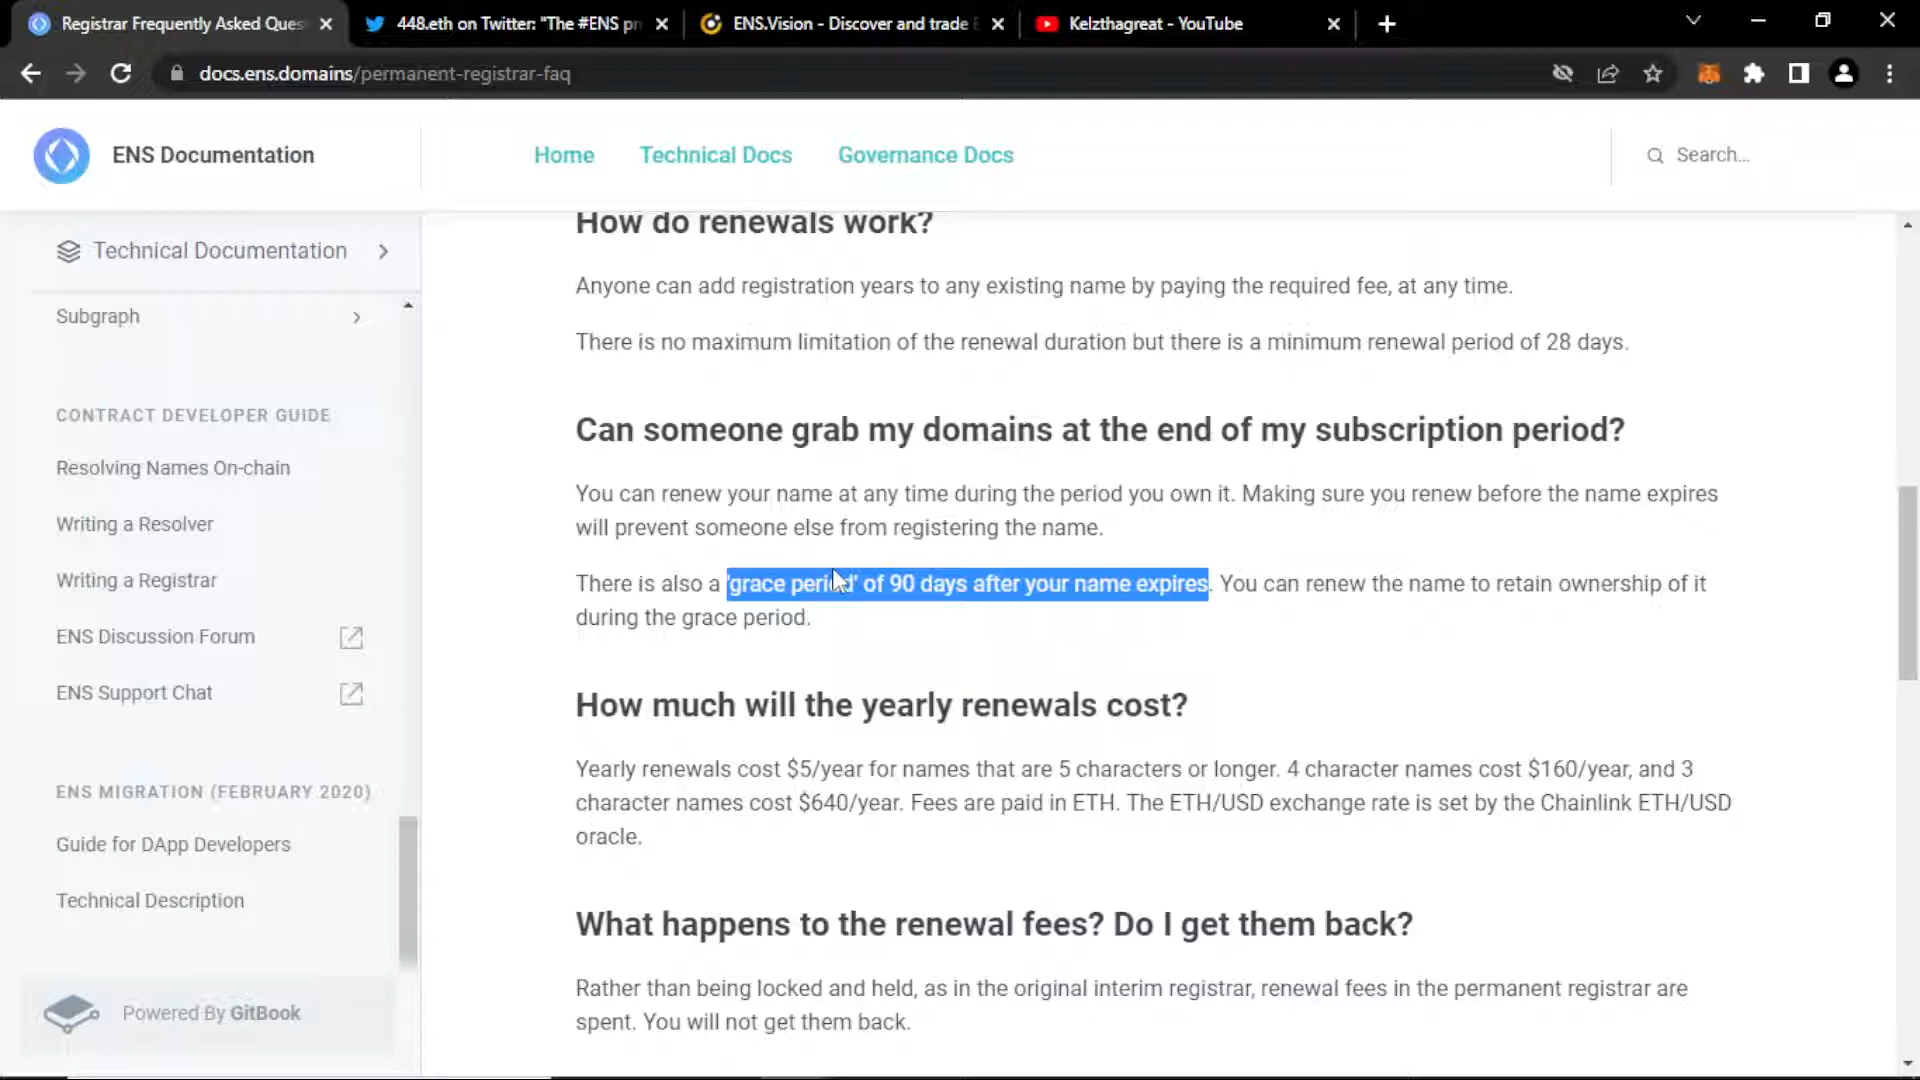 Registrar Frequently Asked Ques
448.eth on Twitter: "The #ENS pr
ENS.Vision - Discover and trade E
Kelzthagreat - YouTube
docs.ens.domains/permanent-registrar-faq
ENS Documentation
Home
Technical Docs
Governance Docs
Search...
Technical Documentation
Subgraph
CONTRACT DEVELOPER GUIDE
Resolving Names On-chain
Writing a Resolver
Writing a Registrar
ENS Discussion Forum
ENS Support Chat
ENS MIGRATION (FEBRUARY 2020)
Guide for DApp Developers
Technical Description
Powered By GitBook
How do renewals work?
Anyone can add registration years to any existing name by paying the required fee, at any time.
There is no maximum limitation of the renewal duration but there is a minimum renewal period of 28 days.
Can someone grab my domains at the end of my subscription period?
You can renew your name at any time during the period you own it. Making sure you renew before the name expires
will prevent someone else from registering the name.
There is also a 'grace period' of 90 days after your name expires. You can renew the name to retain ownership of it
during the grace period.
How much will the yearly renewals cost?
Yearly renewals cost $5/year for names that are 5 characters or longer. 4 character names cost $160/year, and 3
character names cost $640/year. Fees are paid in ETH. The ETH/USD exchange rate is set by the Chainlink ETH/USD
oracle.
What happens to the renewal fees? Do I get them back?
Rather than being locked and held, as in the original interim registrar, renewal fees in the permanent registrar are
spent. You will not get them back.